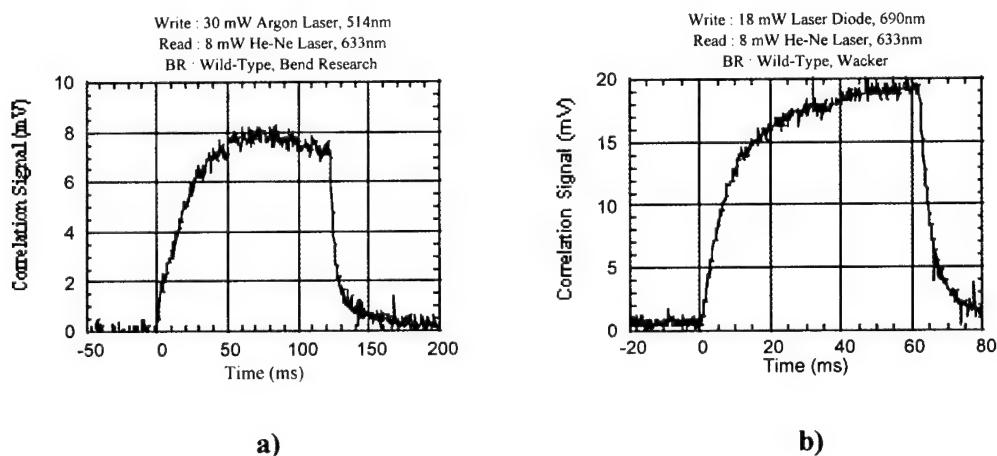 Write : 30 mW Argon Laser, 514nm
Read : 8 mW He-Ne Laser, 633nm
BR : Wild-Type, Bend Research
10
8
6
4
2
0
Correlation Signal (mV)
-50
0
50
100
150
200
Time (ms)
a)
Write : 18 mW Laser Diode, 690nm
Read : 8 mW He-Ne Laser, 633nm
BR : Wild-Type, Wacker
20
15
10
5
0
Correlation Signal (mV)
-20
0
20
40
60
80
Time (ms)
b)